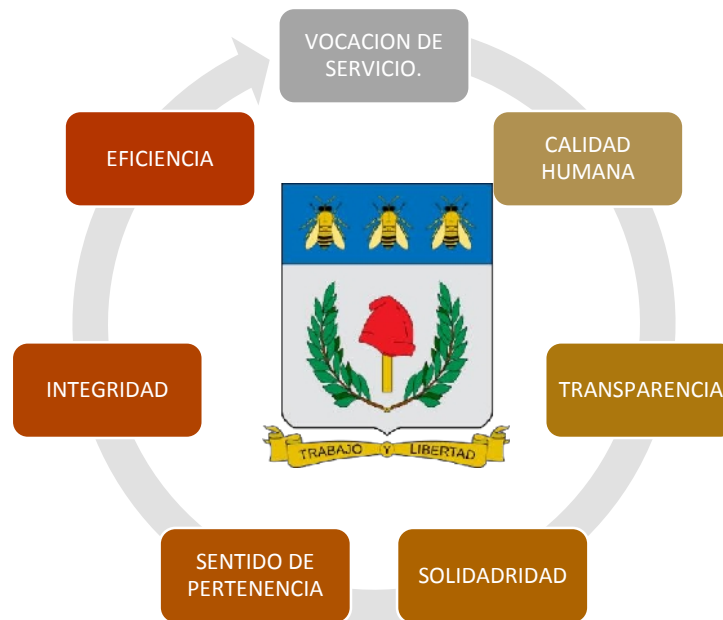 VOCACION DE
SERVICIO.
CALIDAD
HUMANA
TRANSPARENCIA
SOLIDADRIDAD
SENTIDO DE
PERTENENCIA
INTEGRIDAD
EFICIENCIA
TRABAJO Y LIBERTAD